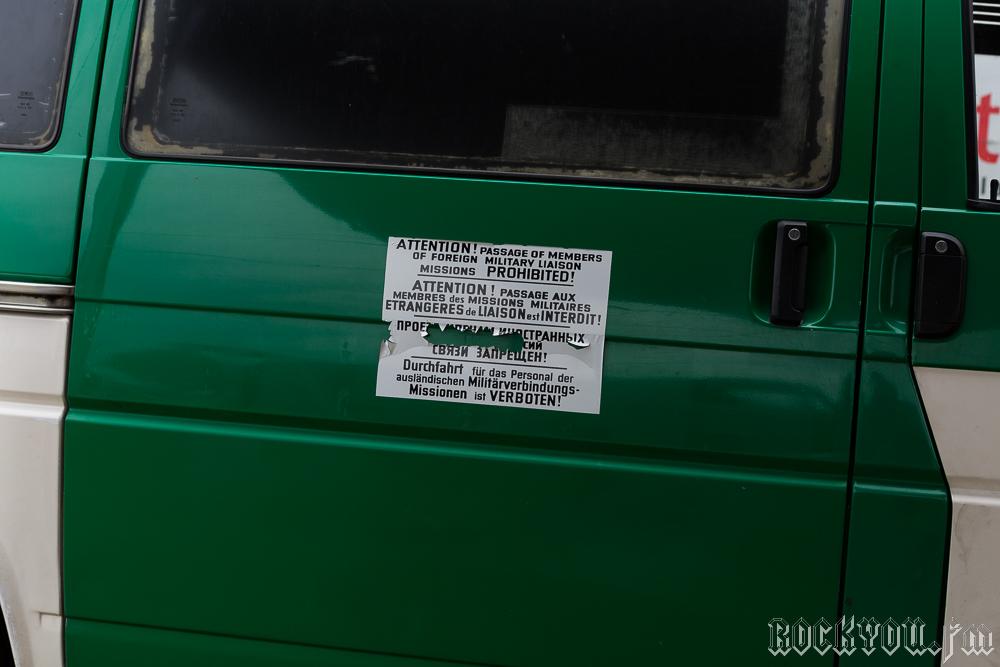 ATTENTION! PASSAGE OF MEMBERS
OF FOREIGN MILITARY LIAISON
MISSIONS PROHIBITED!
ATTENTION! PASSAGE AUX
MEMBRES des MISSIONS MILITAIRES
ETRANGERES de LIAISON est INTERDIT!
ИНОСТРАННЫХ
СВЯЗИ ЗАПРЕЩЕН!
Durchfahrt für das Personal der
ausländischen Militärverbindungs-
Missionen ist VERBOTEN!
t
ROCKYOU.fm